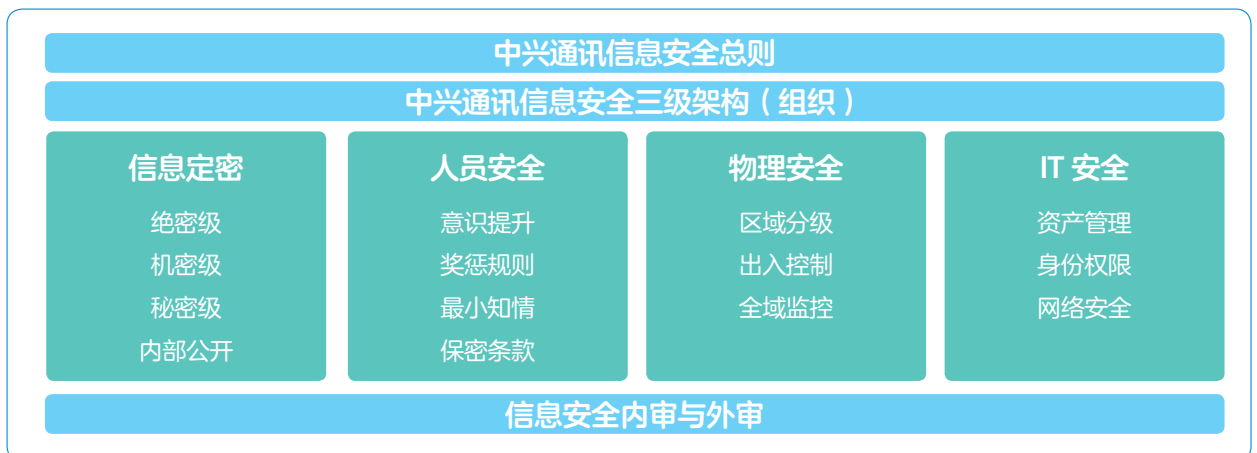 中兴通讯信息安全总则
中兴通讯信息安全三级架构（组织）
信息定密
绝密级
机密级
秘密级
内部公开
人员安全
意识提升
奖惩规则
最小知情
保密条款
物理安全
区域分级
出入控制
全域监控
IT 安全
资产管理
身份权限
网络安全
信息安全内审与外审